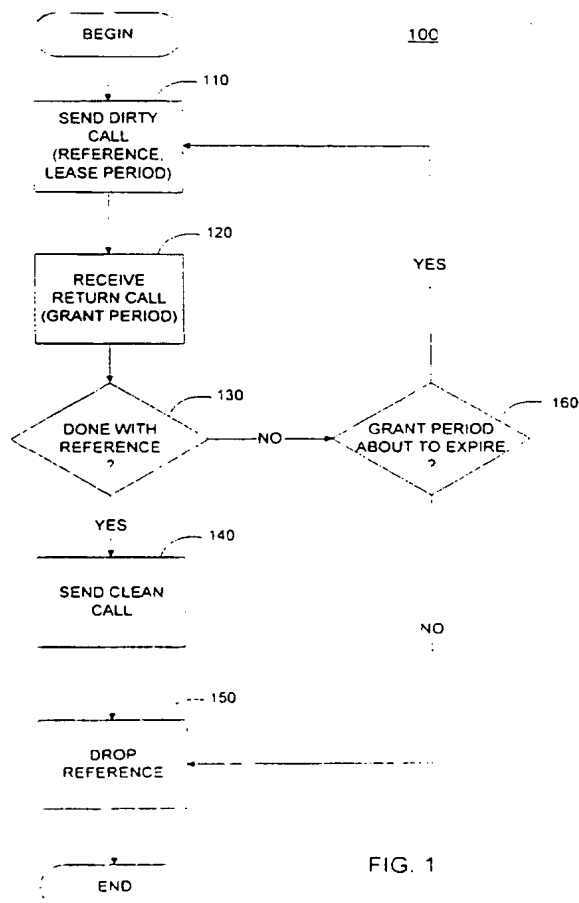 BEGIN
100
110
SEND DIRTY
CALL
(REFERENCE,
LEASE PERIOD)
120
RECEIVE
RETURN CALL
(GRANT PERIOD)
YES
130
DONE WITH
REFERENCE
?
NO
160
GRANT PERIOD
ABOUT TO EXPIRE
?
YES
140
SEND CLEAN
CALL
NO
150
DROP
REFERENCE
END
FIG. 1